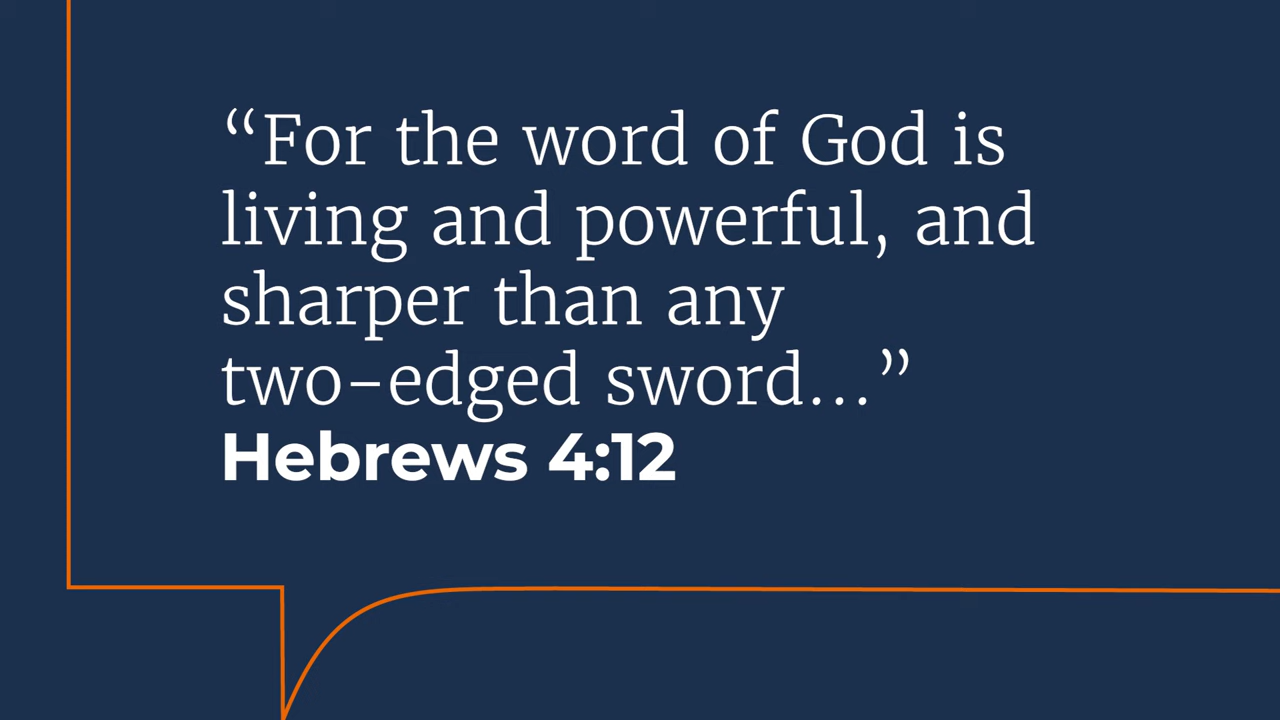 “For the word of God is
living and powerful, and
sharper than any
two-edged sword...”
Hebrews 4:12